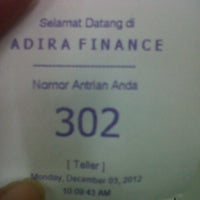 Selamat Datang di
ADIRA FINANCE
Nomor Antrian Anda
302
[ Teller ]
Monday, December 03, 2012
10:09:43 AM